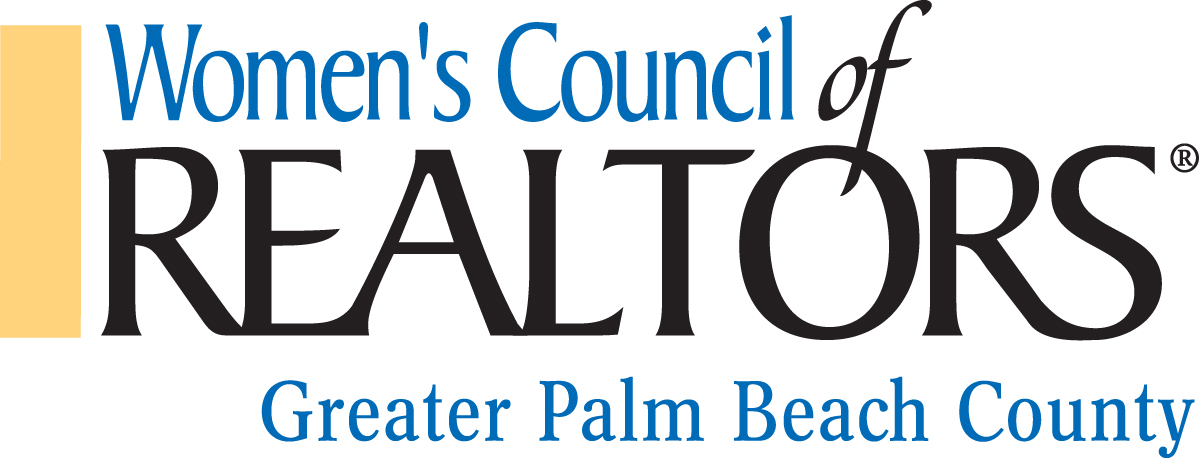 Women's Council of
REALTORS®
Greater Palm Beach County